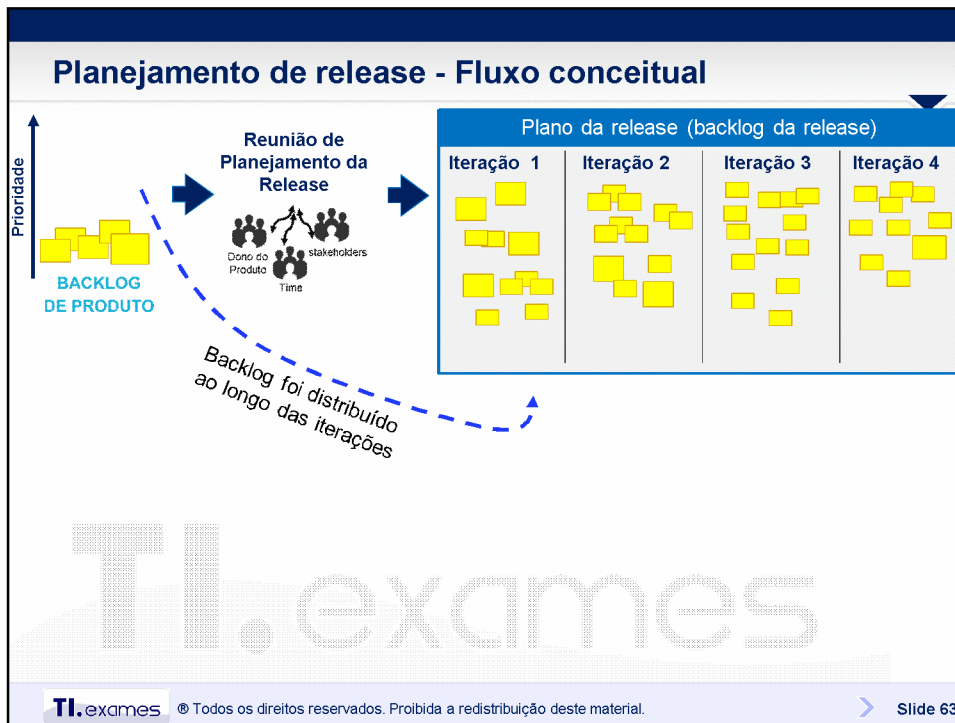 Planejamento de release - Fluxo conceitual
Prioridade
BACKLOG
DE PRODUTO
Reunião de
Planejamento da
Release
Dono do
Produto
stakeholders
Time
Plano da release (backlog da release)
Iteração 1
Iteração 2
Iteração 3
Iteração 4
Backlog foi distribuído
ao longo das iterações
TI.exames
TI.exames
® Todos os direitos reservados. Proibida a redistribuição deste material.
Slide 63